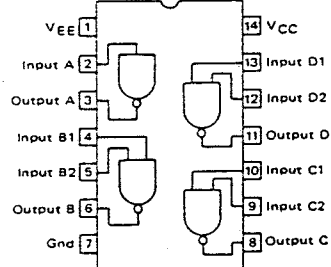 VEE 1
Input A 2
Output A 3
Input B1 4
Input B2 5
Output B 6
Gnd 7
14 VCC
13 Input D1
12 Input D2
11 Output D
10 Input C1
9 Input C2
8 Output C